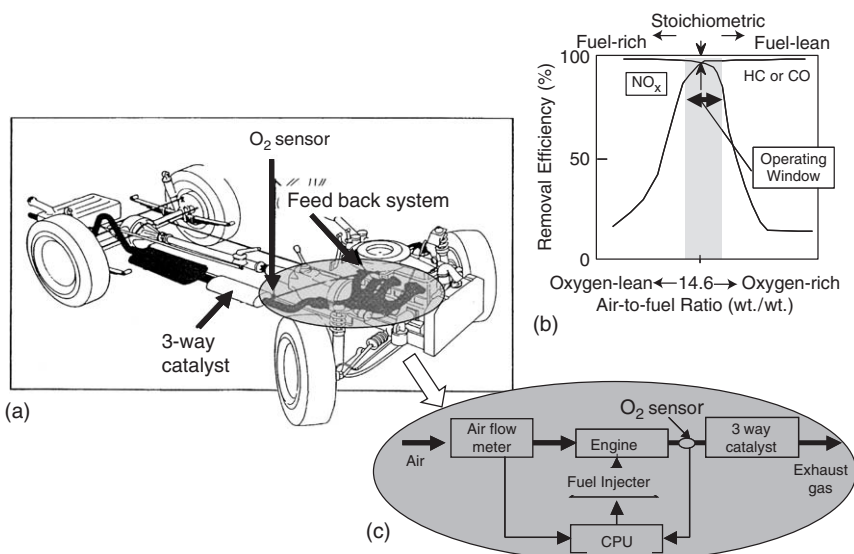 O₂ sensor
Feed back system
3-way
catalyst
(a)
Stoichiometric
Fuel-rich ← → Fuel-lean
100
50
0
Removal Efficiency (%)
NOₓ
HC or CO
Operating
Window
Oxygen-lean ← 14.6 → Oxygen-rich
Air-to-fuel Ratio (wt./wt.)
(b)
O₂ sensor
Air flow
meter
Engine
3 way
catalyst
Air
Exhaust
gas
Fuel Injecter
CPU
(c)